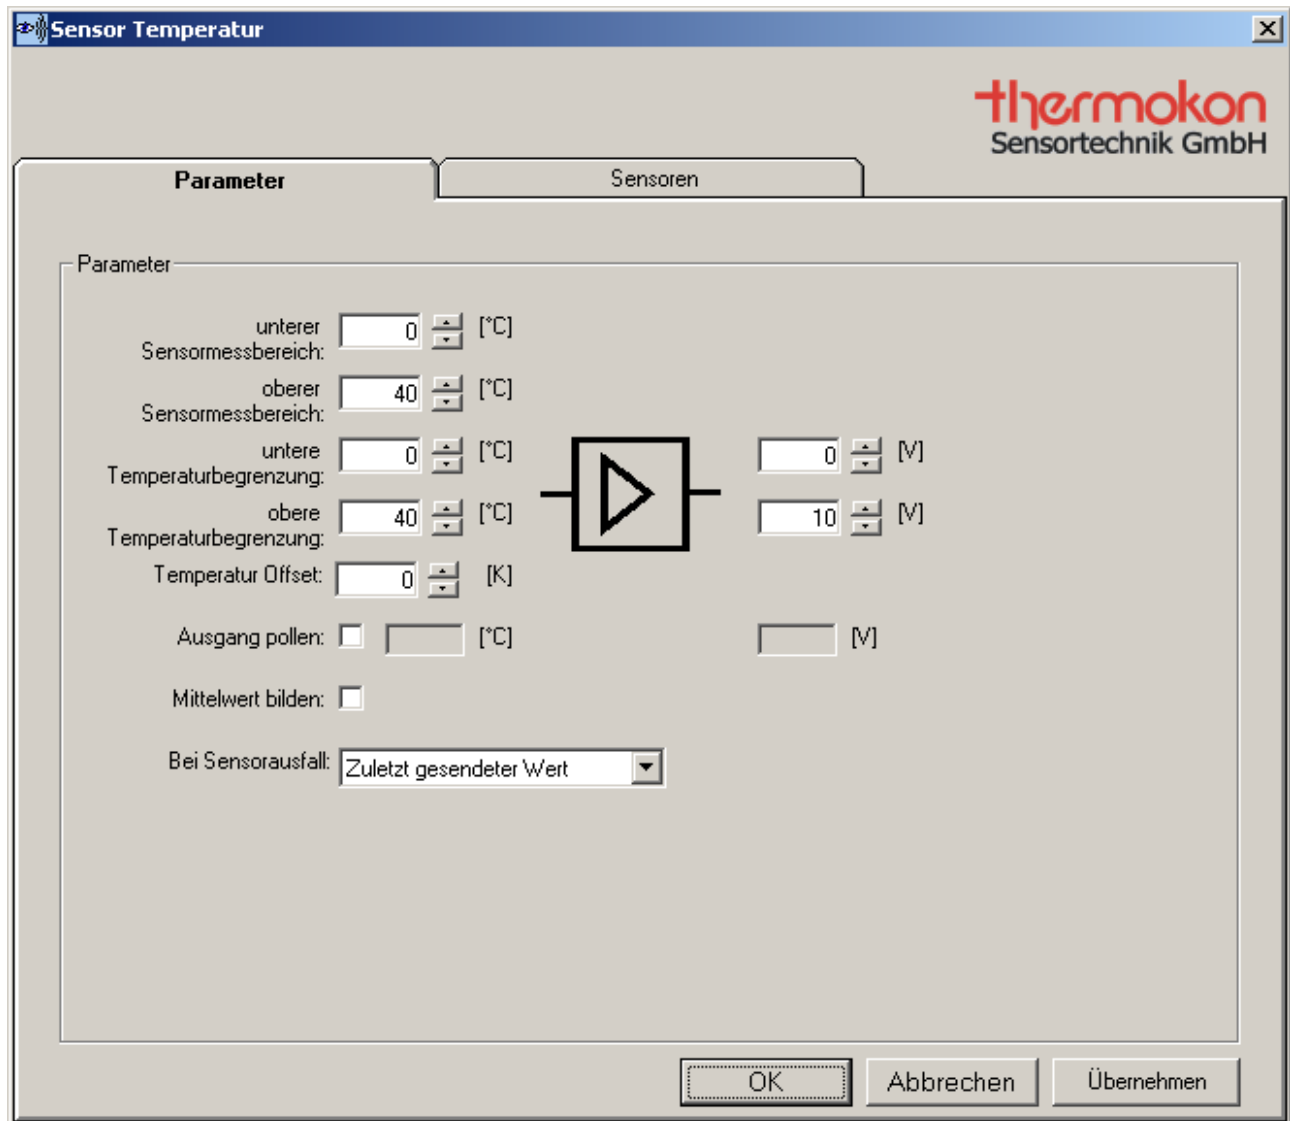 Sensor Temperatur
thermokon
Sensortechnik GmbH
Parameter
Sensoren
Parameter
unterer
Sensormessbereich:
0 [°C]
oberer
Sensormessbereich:
40 [°C]
untere
Temperaturbegrenzung:
0 [°C]
0 [V]
obere
Temperaturbegrenzung:
40 [°C]
10 [V]
Temperatur Offset: 0 [K]
Ausgang pollen: [°C] [V]
Mittelwert bilden:
Bei Sensorausfall: Zuletzt gesendeter Wert
OK
Abbrechen
Übernehmen